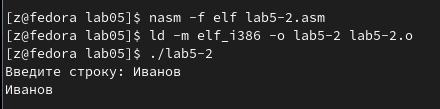 [z@fedora lab05]$ nasm -f elf lab5-2.asm
[z@fedora lab05]$ ld -m elf_i386 -o lab5-2 lab5-2.o
[z@fedora lab05]$ ./lab5-2
Введите строку: Иванов
Иванов